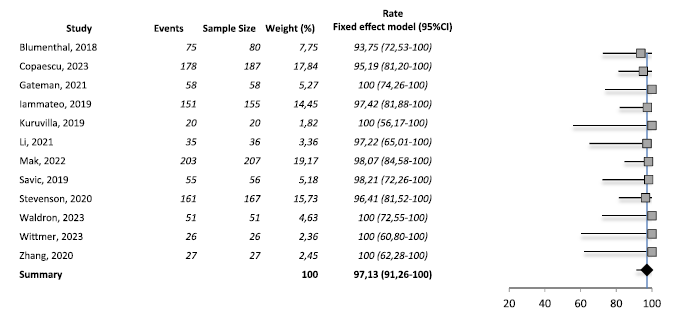 Rate
Study Events Sample Size Weight (%) Fixed effect model (95%CI)
Blumenthal, 2018 75 80 7,75 93,75 (72,53-100)
Copaescu, 2023 178 187 17,84 95,19 (81,20-100)
Gateman, 2021 58 58 5,27 100 (74,26-100)
Iammateo, 2019 151 155 14,45 97,42 (81,88-100)
Kuruvilla, 2019 20 20 1,82 100 (56,17-100)
Li, 2021 35 36 3,36 97,22 (65,01-100)
Mak, 2022 203 207 19,17 98,07 (84,58-100)
Savic, 2019 55 56 5,18 98,21 (72,26-100)
Stevenson, 2020 161 167 15,73 96,41 (81,52-100)
Waldron, 2023 51 51 4,63 100 (72,55-100)
Wittmer, 2023 26 26 2,36 100 (60,80-100)
Zhang, 2020 27 27 2,45 100 (62,28-100)
Summary 100 97,13 (91,26-100)
20 40 60 80 100